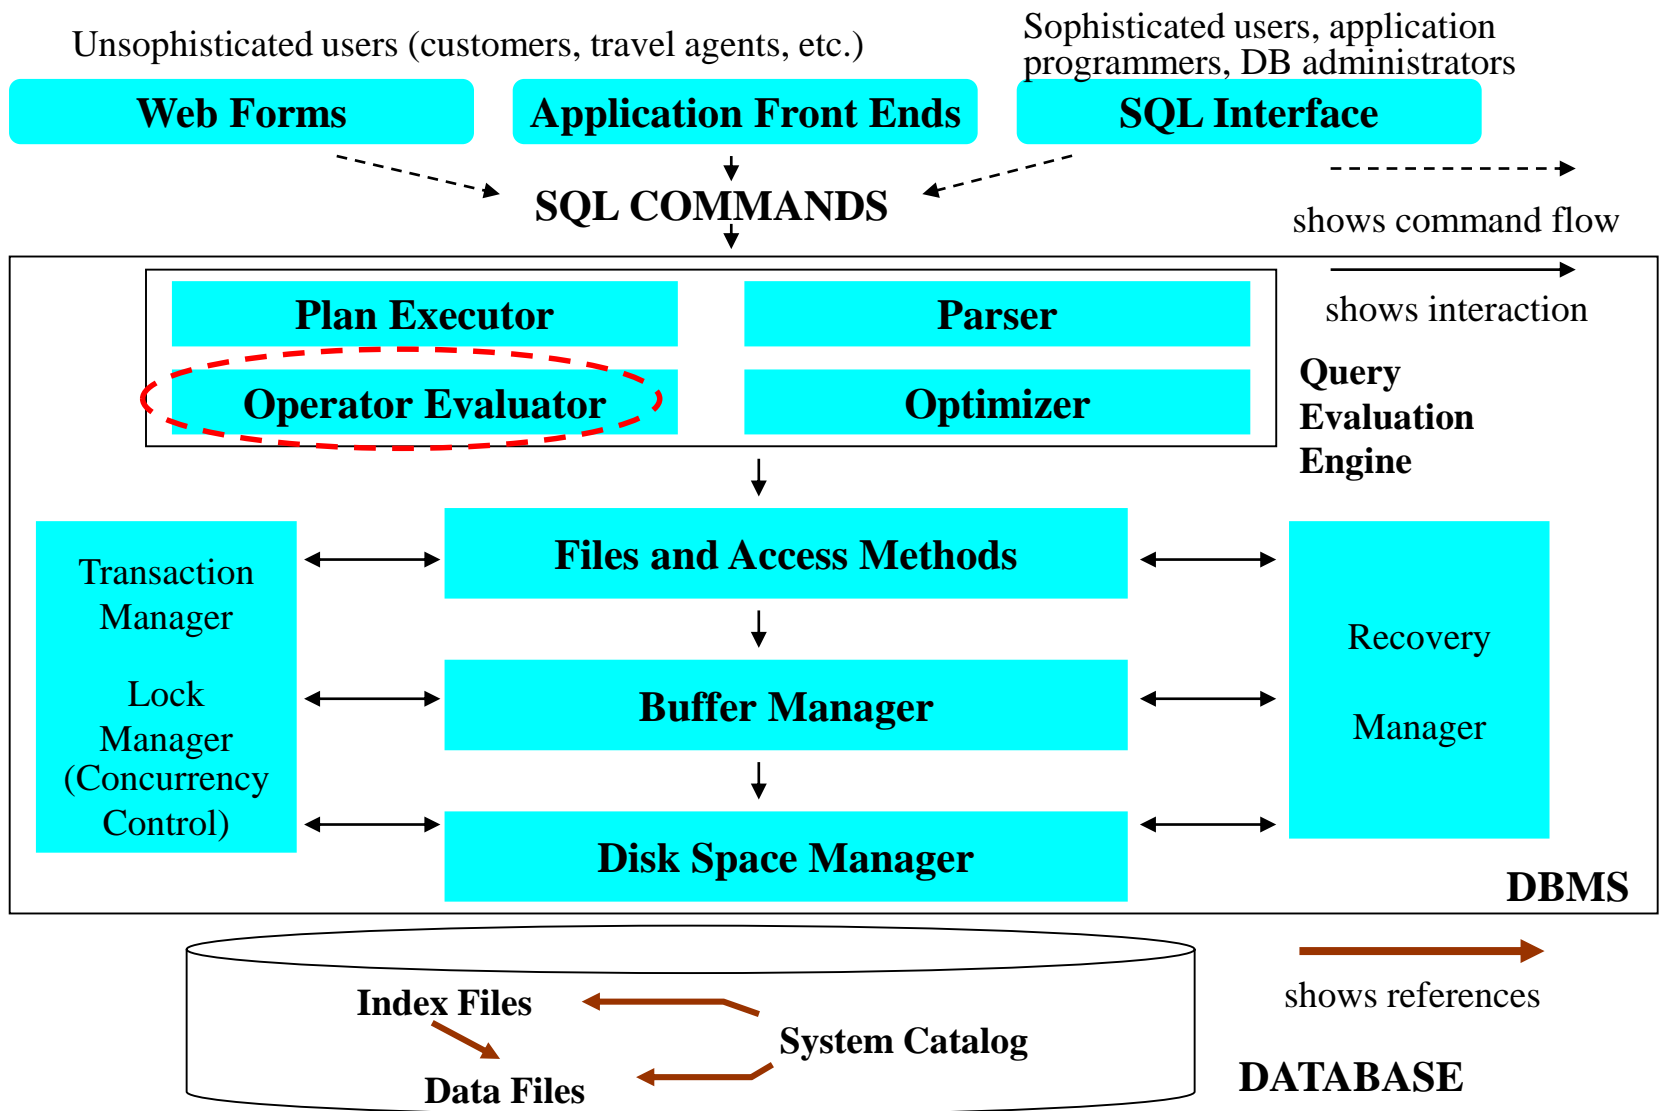 Unsophisticated users (customers, travel agents, etc.)
Sophisticated users, application
programmers, DB administrators
Web Forms
Application Front Ends
SQL Interface
SQL COMMANDS
shows command flow
shows interaction
Plan Executor
Parser
Operator Evaluator
Optimizer
Query
Evaluation
Engine
Transaction
Manager
Lock
Manager
(Concurrency
Control)
Files and Access Methods
Buffer Manager
Disk Space Manager
Recovery
Manager
DBMS
Index Files
System Catalog
Data Files
shows references
DATABASE